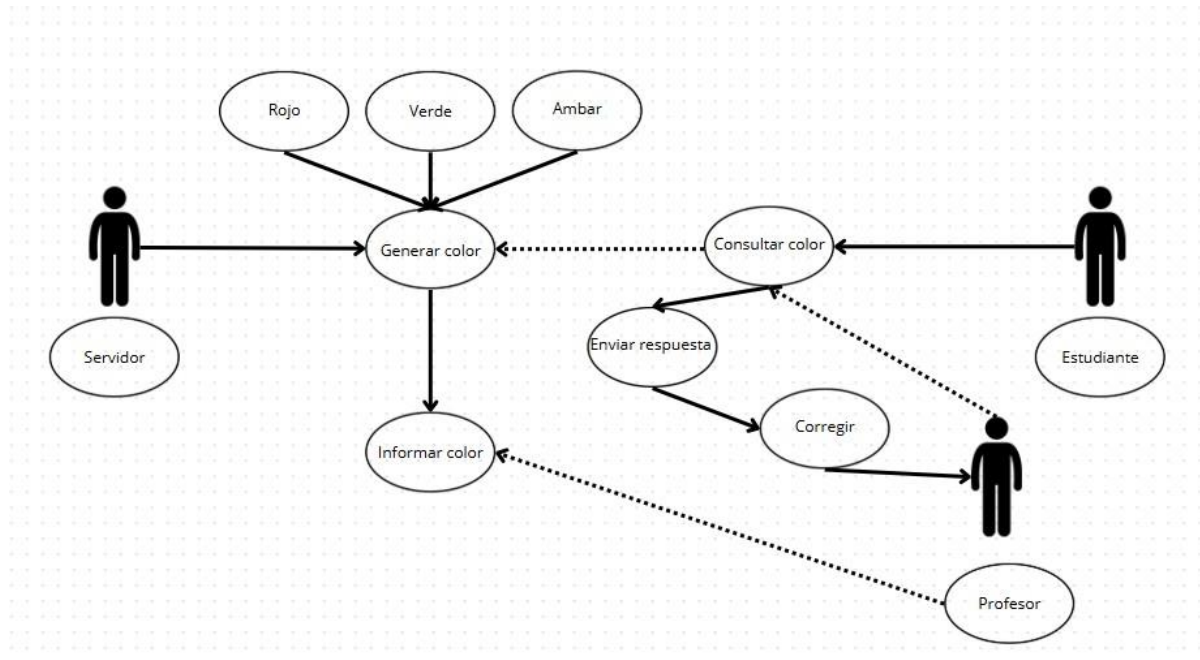 Rojo
Verde
Ambar
Generar color
Consultar color
Enviar respuesta
Servidor
Estudiante
Corregir
Informar color
Profesor